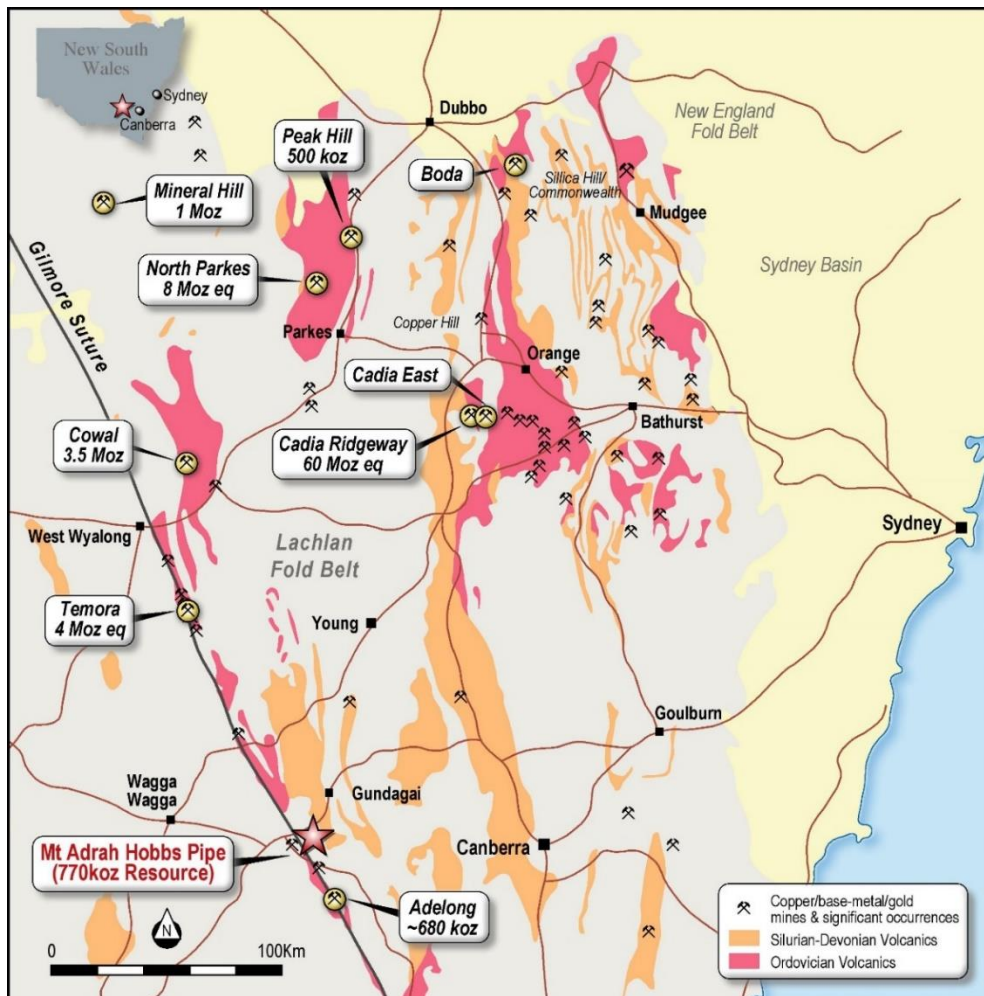 New South
Wales
Sydney
Canberra
Dubbo
New England
Fold Belt
Peak Hill
500 koz
Boda
Sillica Hill/
Commonwealth
Mineral Hill
1 Moz
Mudgee
Gilmore Suture
North Parkes
8 Moz eq
Sydney Basin
Parkes
Copper Hill
Orange
Cadia East
Bathurst
Cowal
3.5 Moz
Cadia Ridgeway
60 Moz eq
West Wyalong
Lachlan
Fold Belt
Sydney
Temora
4 Moz eq
Young
Goulburn
Wagga
Wagga
Gundagai
Canberra
Mt Adrah Hobbs Pipe
(770koz Resource)
Adelong
~680 koz
N
100Km
Copper/base-metal/gold
mines & significant occurrences
Silurian-Devonian Volcanics
Ordovician Volcanics